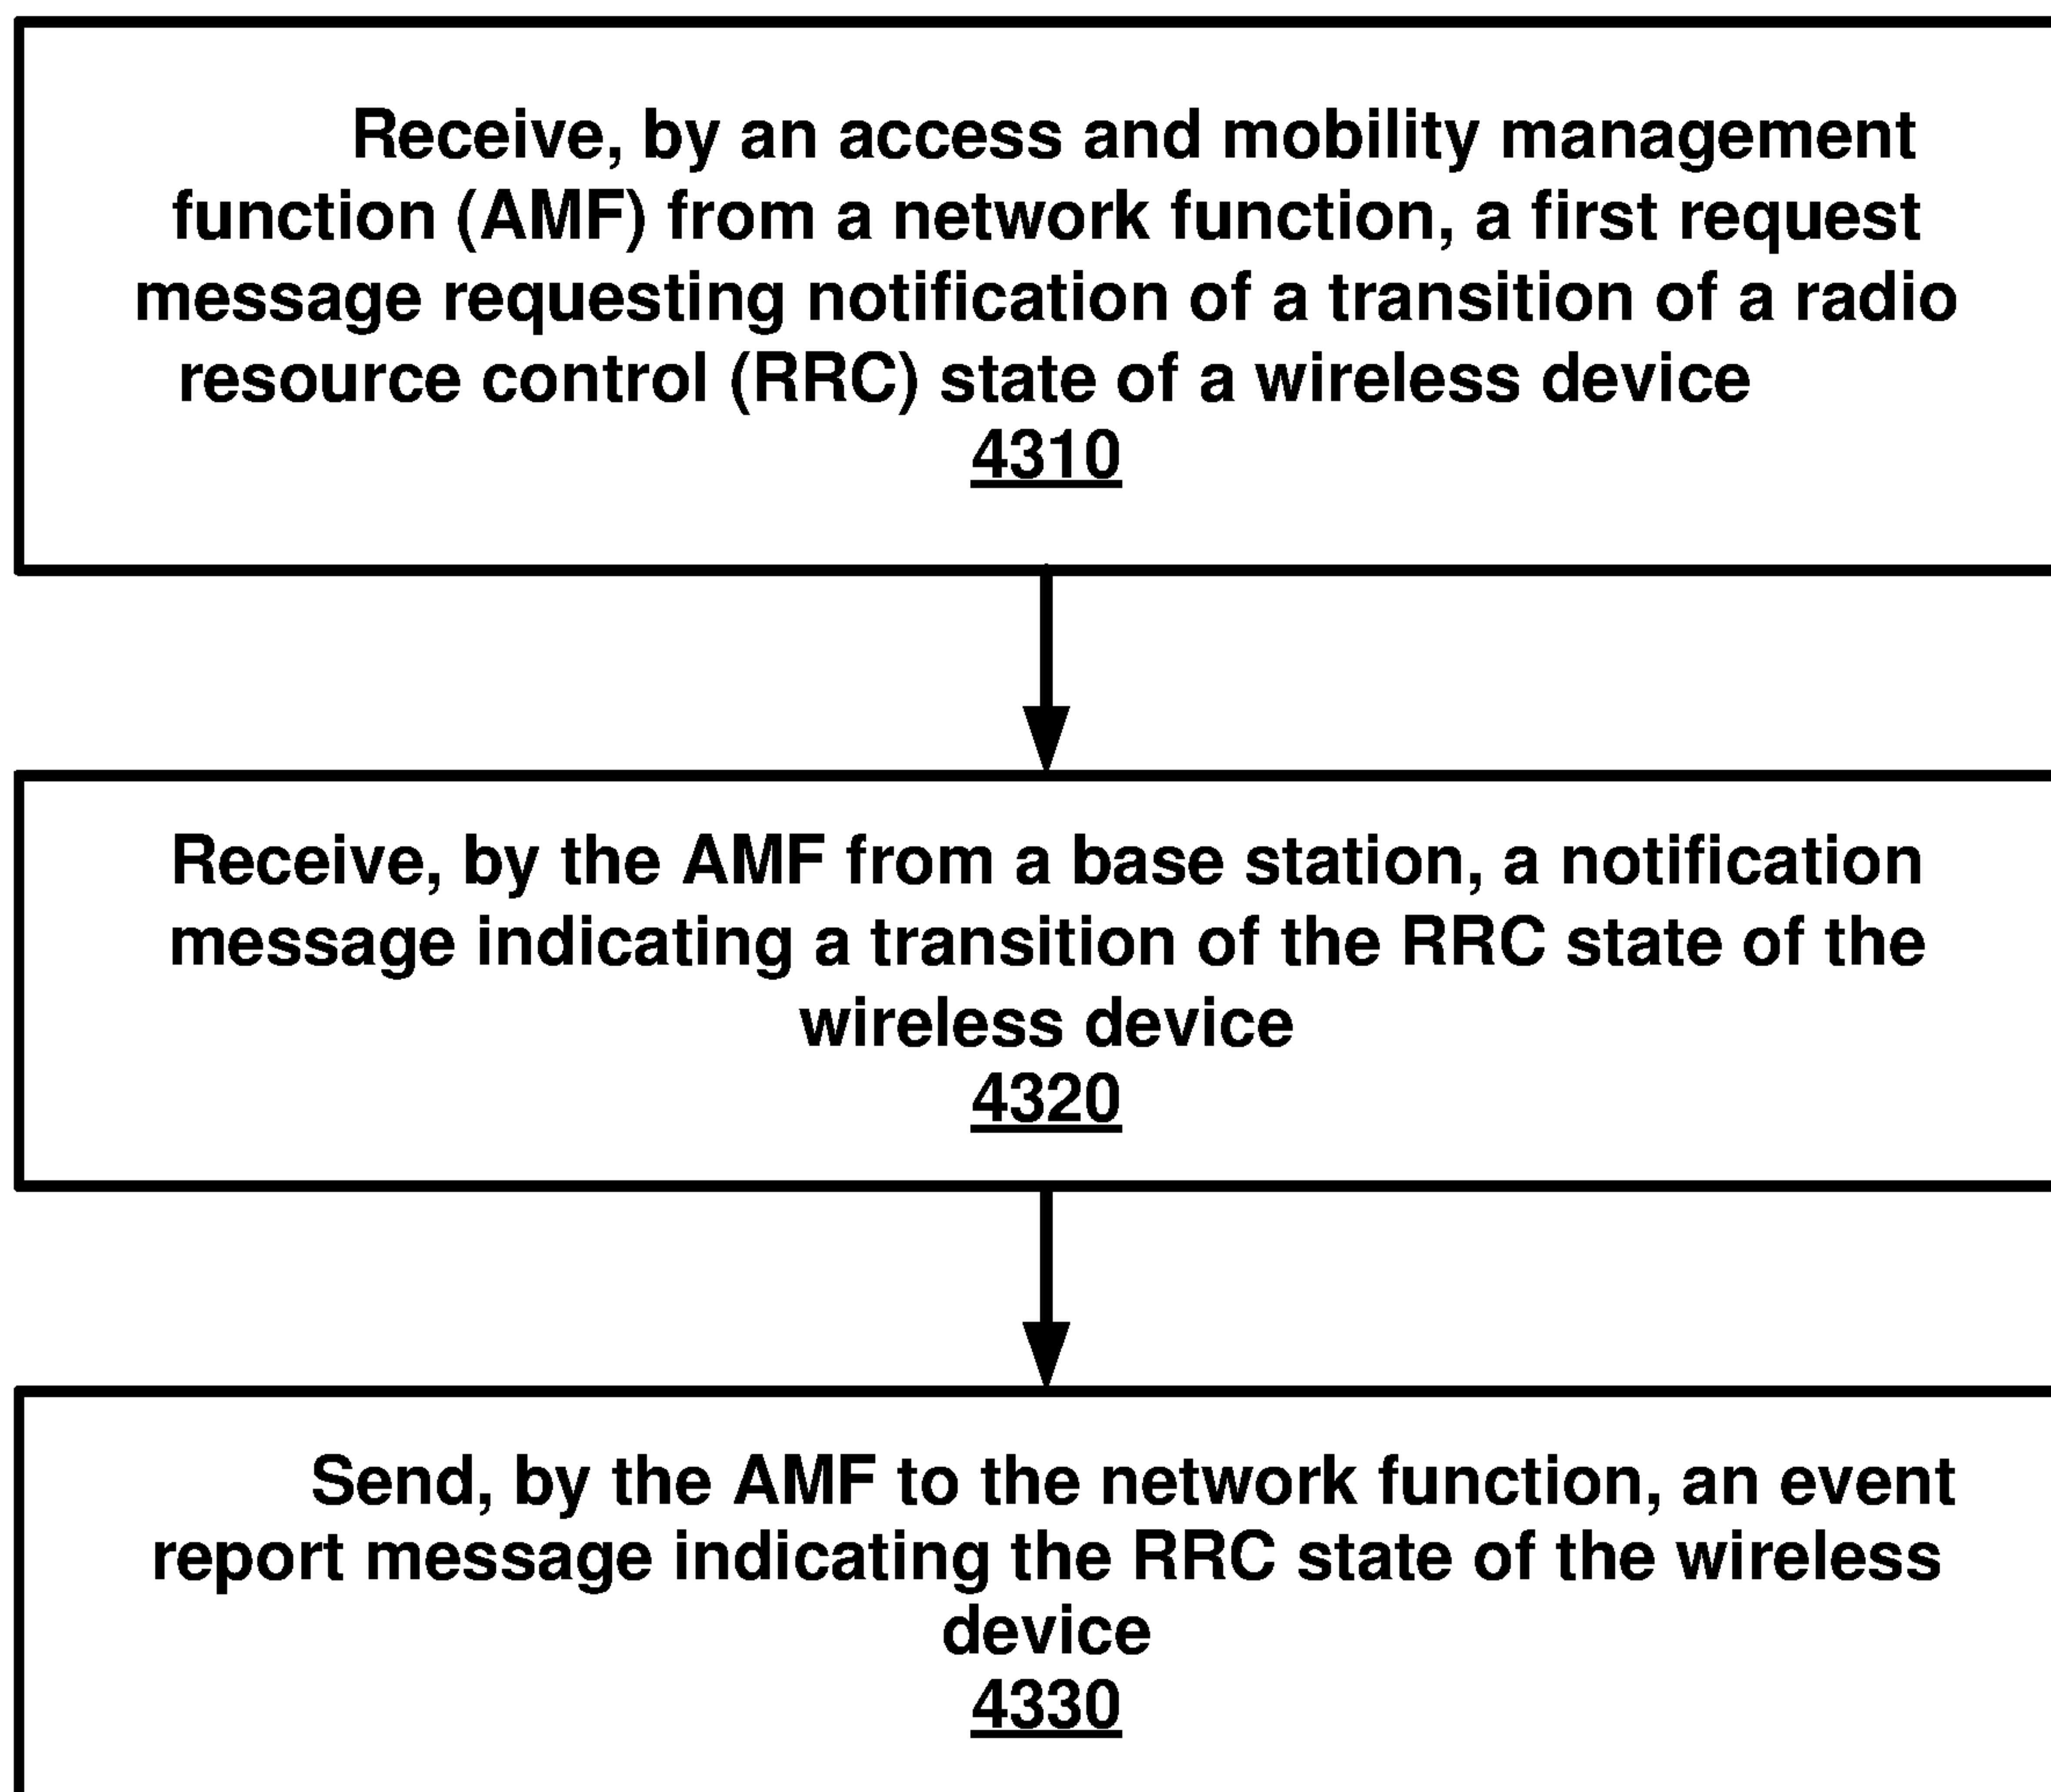 Receive, by an access and mobility management
function (AMF) from a network function, a first request
message requesting notification of a transition of a radio
resource control (RRC) state of a wireless device
4310
Receive, by the AMF from a base station, a notification
message indicating a transition of the RRC state of the
wireless device
4320
Send, by the AMF to the network function, an event
report message indicating the RRC state of the wireless
device
4330